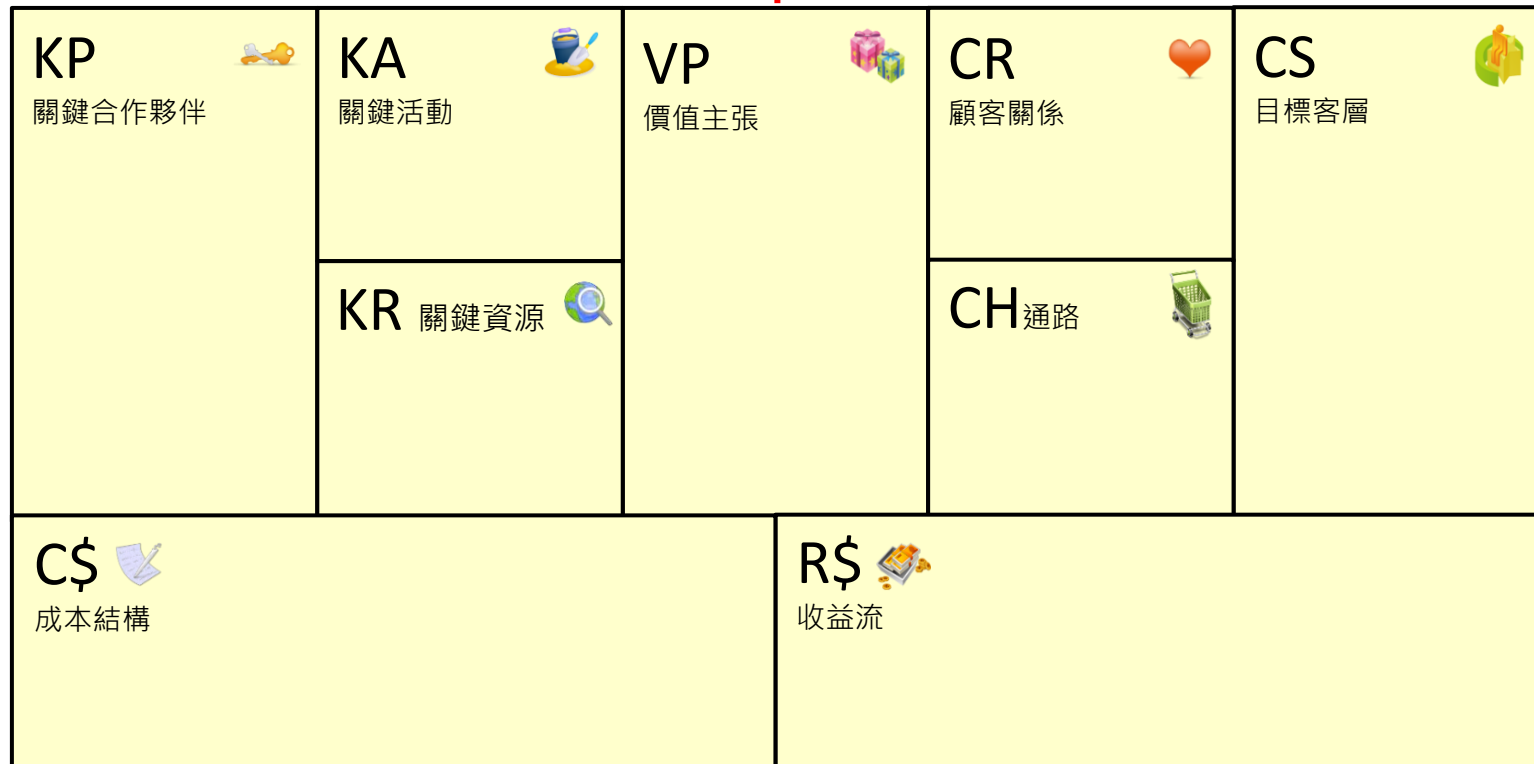 KP
關鍵合作夥伴
KA
關鍵活動
KR 關鍵資源
VP
價值主張
CR
顧客關係
CH通路
CS
目標客層
C$
成本結構
R$
收益流